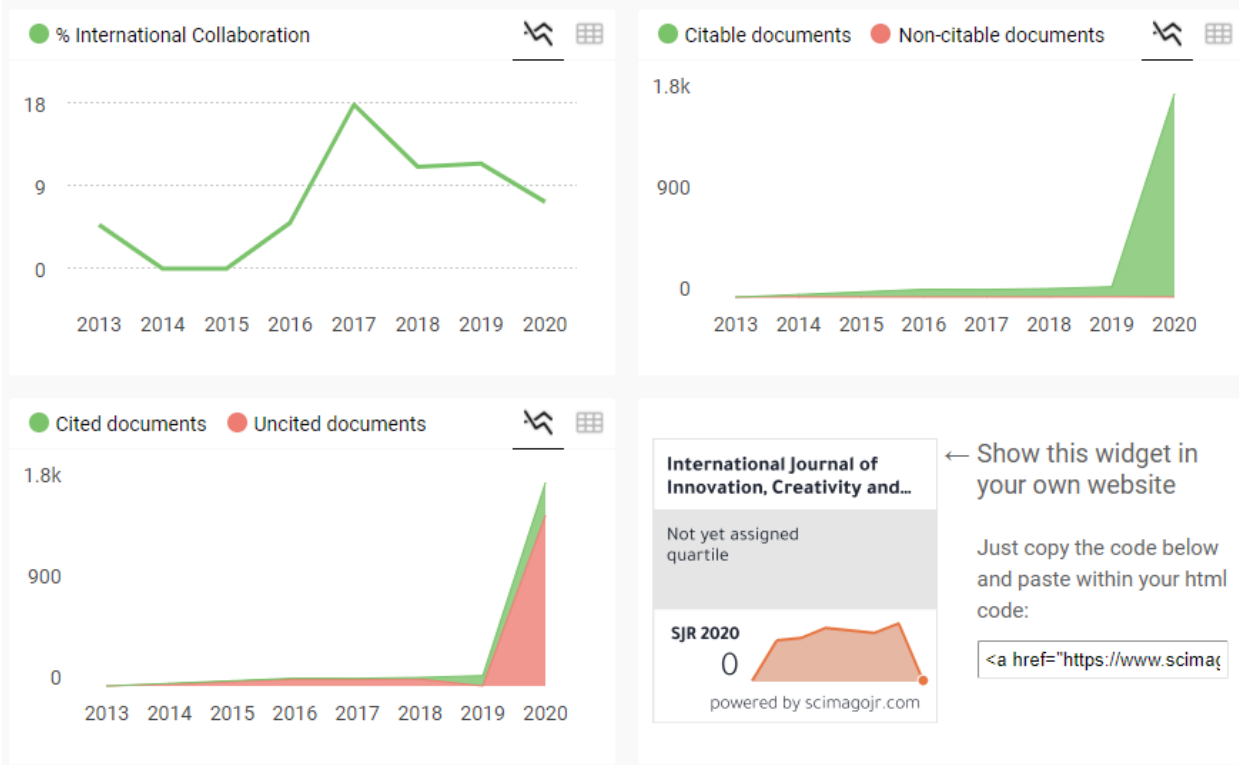 % International Collaboration
18
9
0
2013 2014 2015 2016 2017 2018 2019 2020
Citable documents Non-citable documents
1.8k
900
0
2013 2014 2015 2016 2017 2018 2019 2020
Cited documents Uncited documents
1.8k
900
0
2013 2014 2015 2016 2017 2018 2019 2020
International Journal of
Innovation, Creativity and...
Not yet assigned
quartile
SJR 2020
0
powered by scimagojr.com
← Show this widget in
your own website
Just copy the code below
and paste within your html
code:
<a href="https://www.scimag